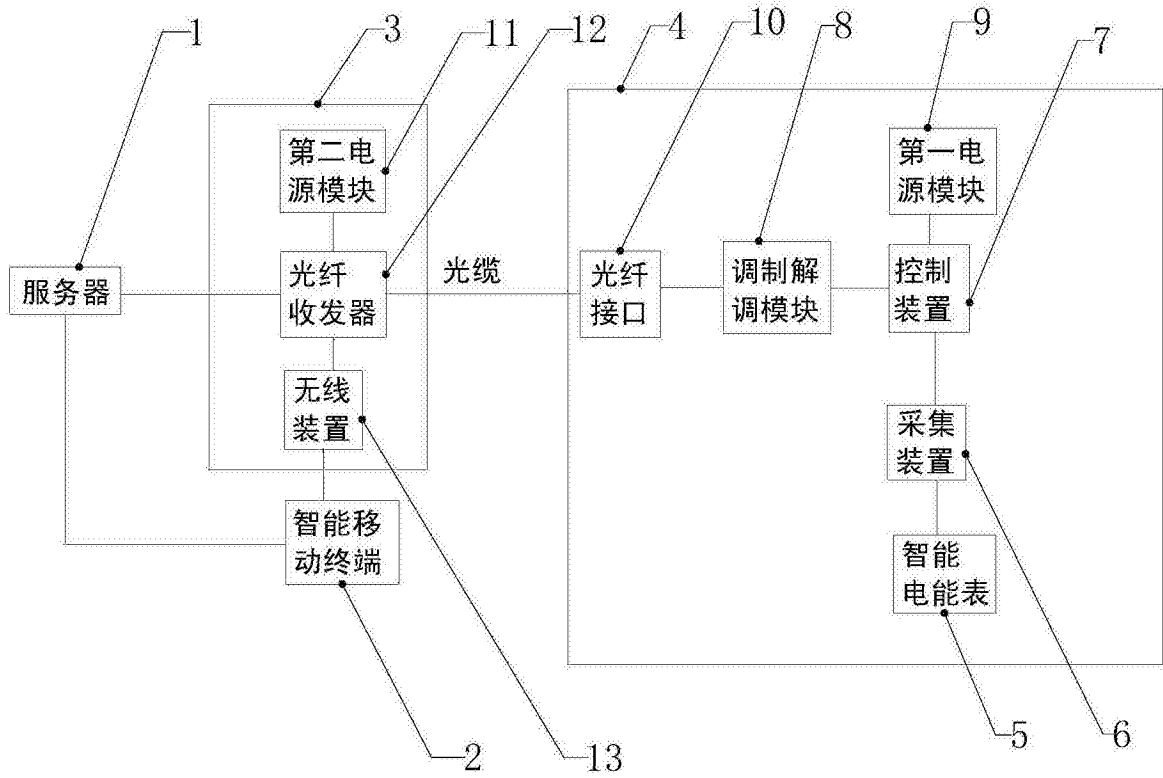 1
3
11
12
4
10
8
9
7
第二电
源模块
第一电
源模块
服务器
光纤
收发器
光缆
光纤
接口
调制解
调模块
控制
装置
无线
装置
采集
装置
智能移
动终端
智能
电能表
2
13
5
6